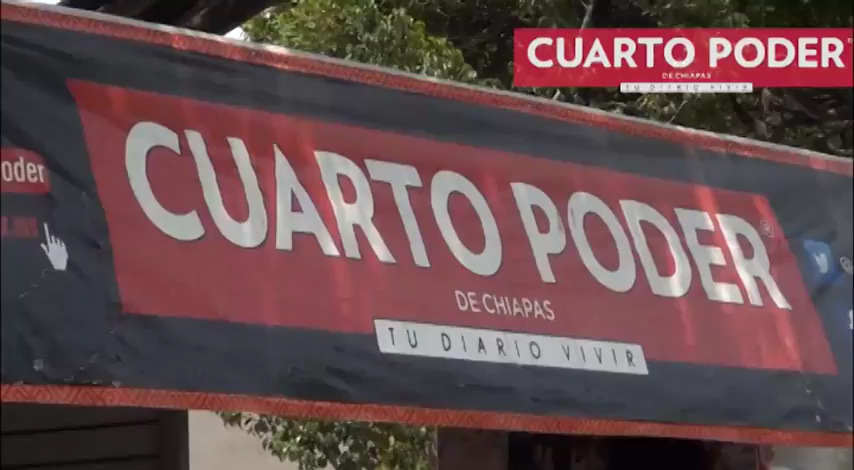 CUARTO PODER
DE CHIAPAS
TU DIARIO VIVIR
oder
CUARTO PODER
DE CHIAPAS
TU DIARIO VIVIR